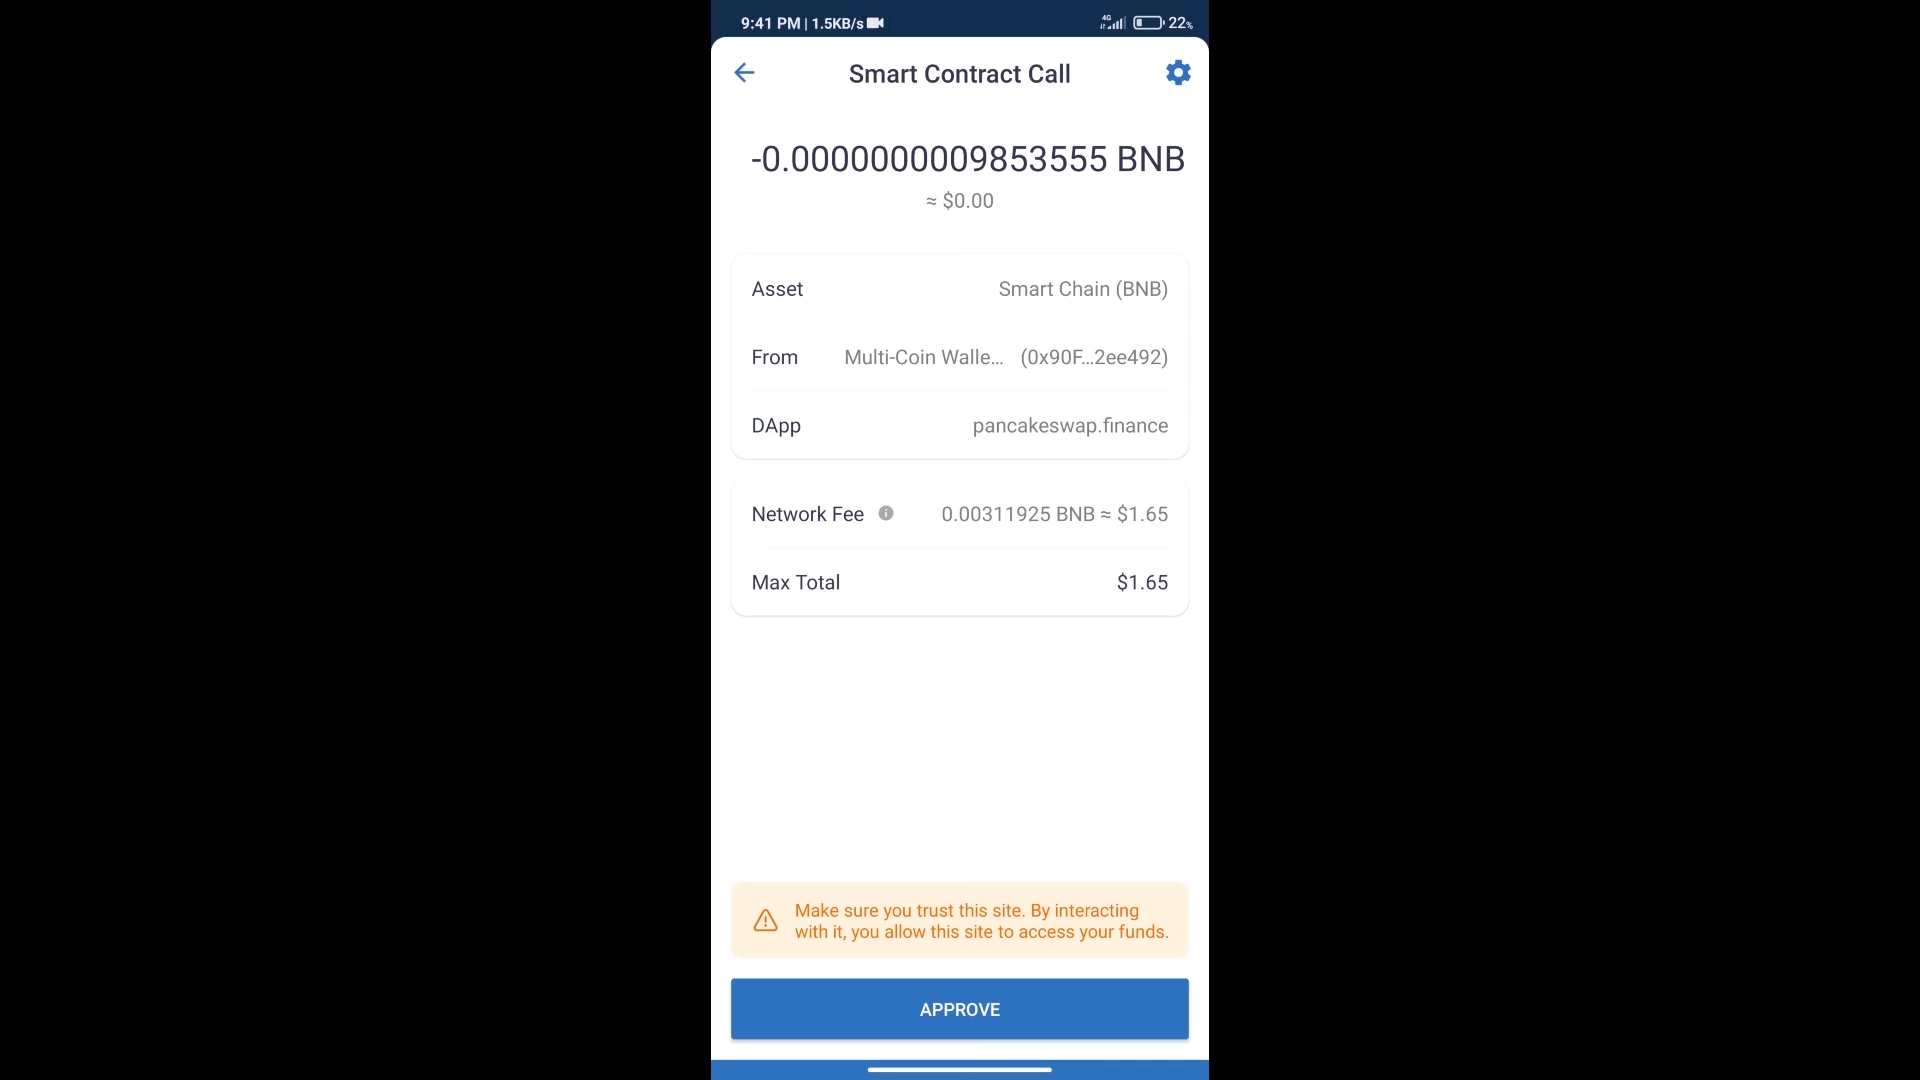 9:41 PM | 1.5KB/s 4G 22%
Smart Contract Call
-0.0000000009853555 BNB
≈ $0.00
Asset Smart Chain (BNB)
From Multi-Coin Walle... (0x90F...2ee492)
DApp pancakeswap.finance
Network Fee 0.00311925 BNB ≈ $1.65
Max Total $1.65
Make sure you trust this site. By interacting
with it, you allow this site to access your funds.
APPROVE